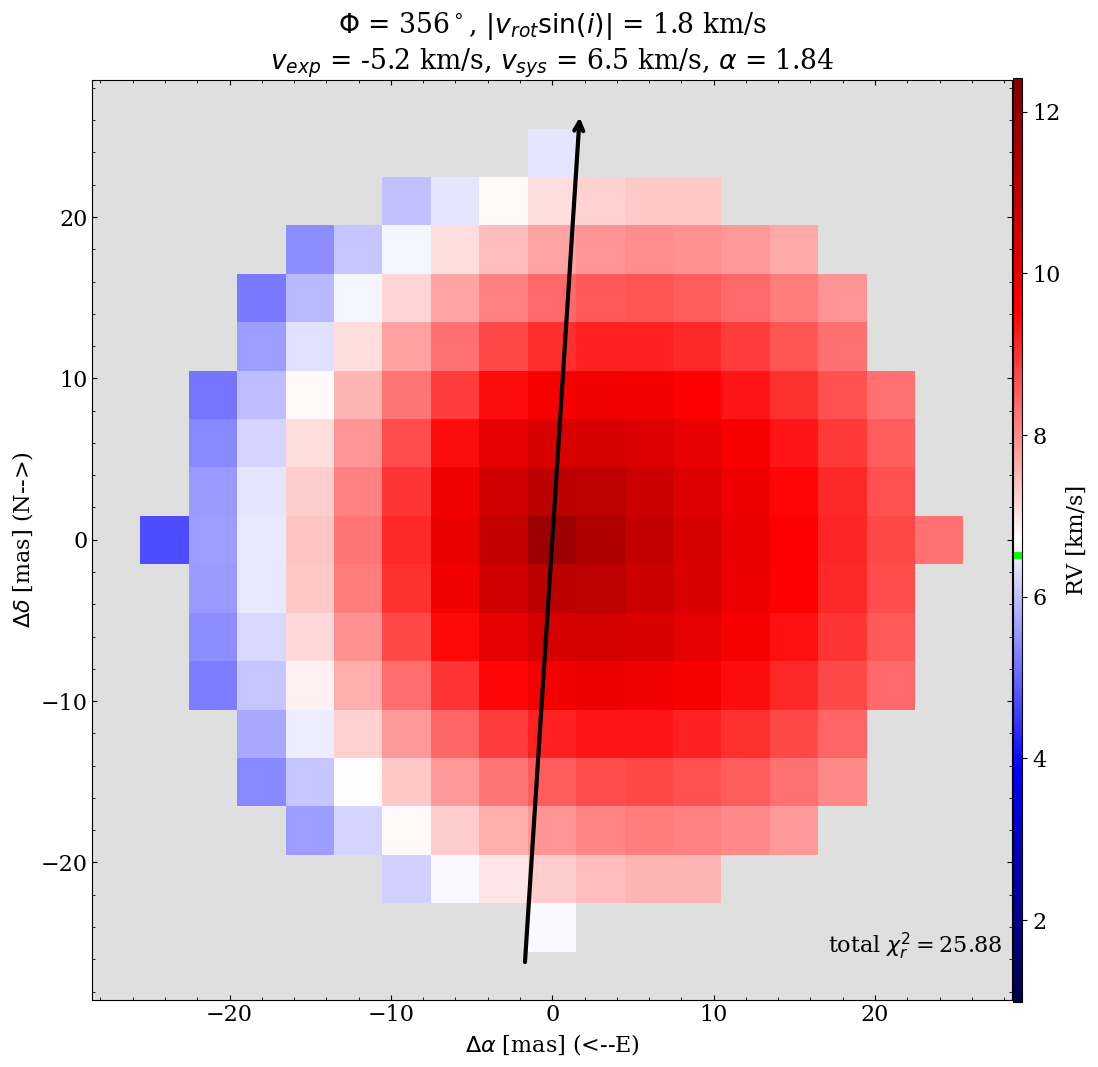 Φ = 356°, |v_rot sin(i)| = 1.8 km/s
v_exp = -5.2 km/s, v_sys = 6.5 km/s, α = 1.84
12
10
8
6
4
2
RV [km/s]
20
10
0
−10
−20
Δδ [mas] (N-->)
total χ_r^2 = 25.88
−20
−10
0
10
20
Δα [mas] (<--E)